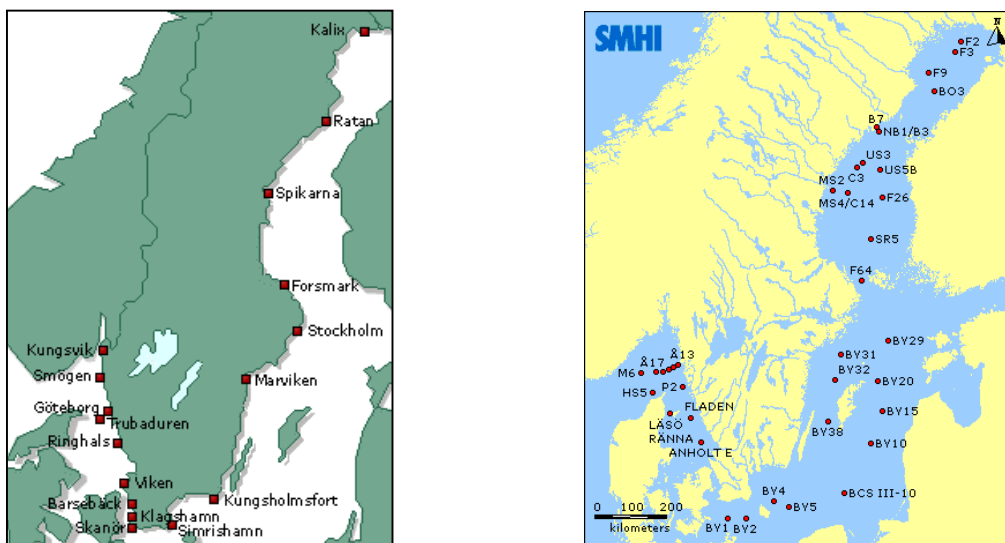 Kalix
Ratan
Spikarna
Forsmark
Stockholm
Kungsvik
Smögen
Marviken
Göteborg
Trubaduren
Ringhals
Viken
Kungsholmsfort
Barsebäck
Klagshamn
Skanör
Simrishamn
SMHI
N
F2
F3
F9
BO3
B7
NB1/B3
US3
C3
US5B
MS2
MS4/C14
F26
SR5
F64
BY29
Å13
Å17
BY31
M6
BY32
P2
BY20
HS5
FLADEN
BY15
LÄSÖ
RÄNNA
BY38
ANHOLT E
BY10
BY4
BCS III-10
BY5
0 100 200
kilometers
BY1
BY2